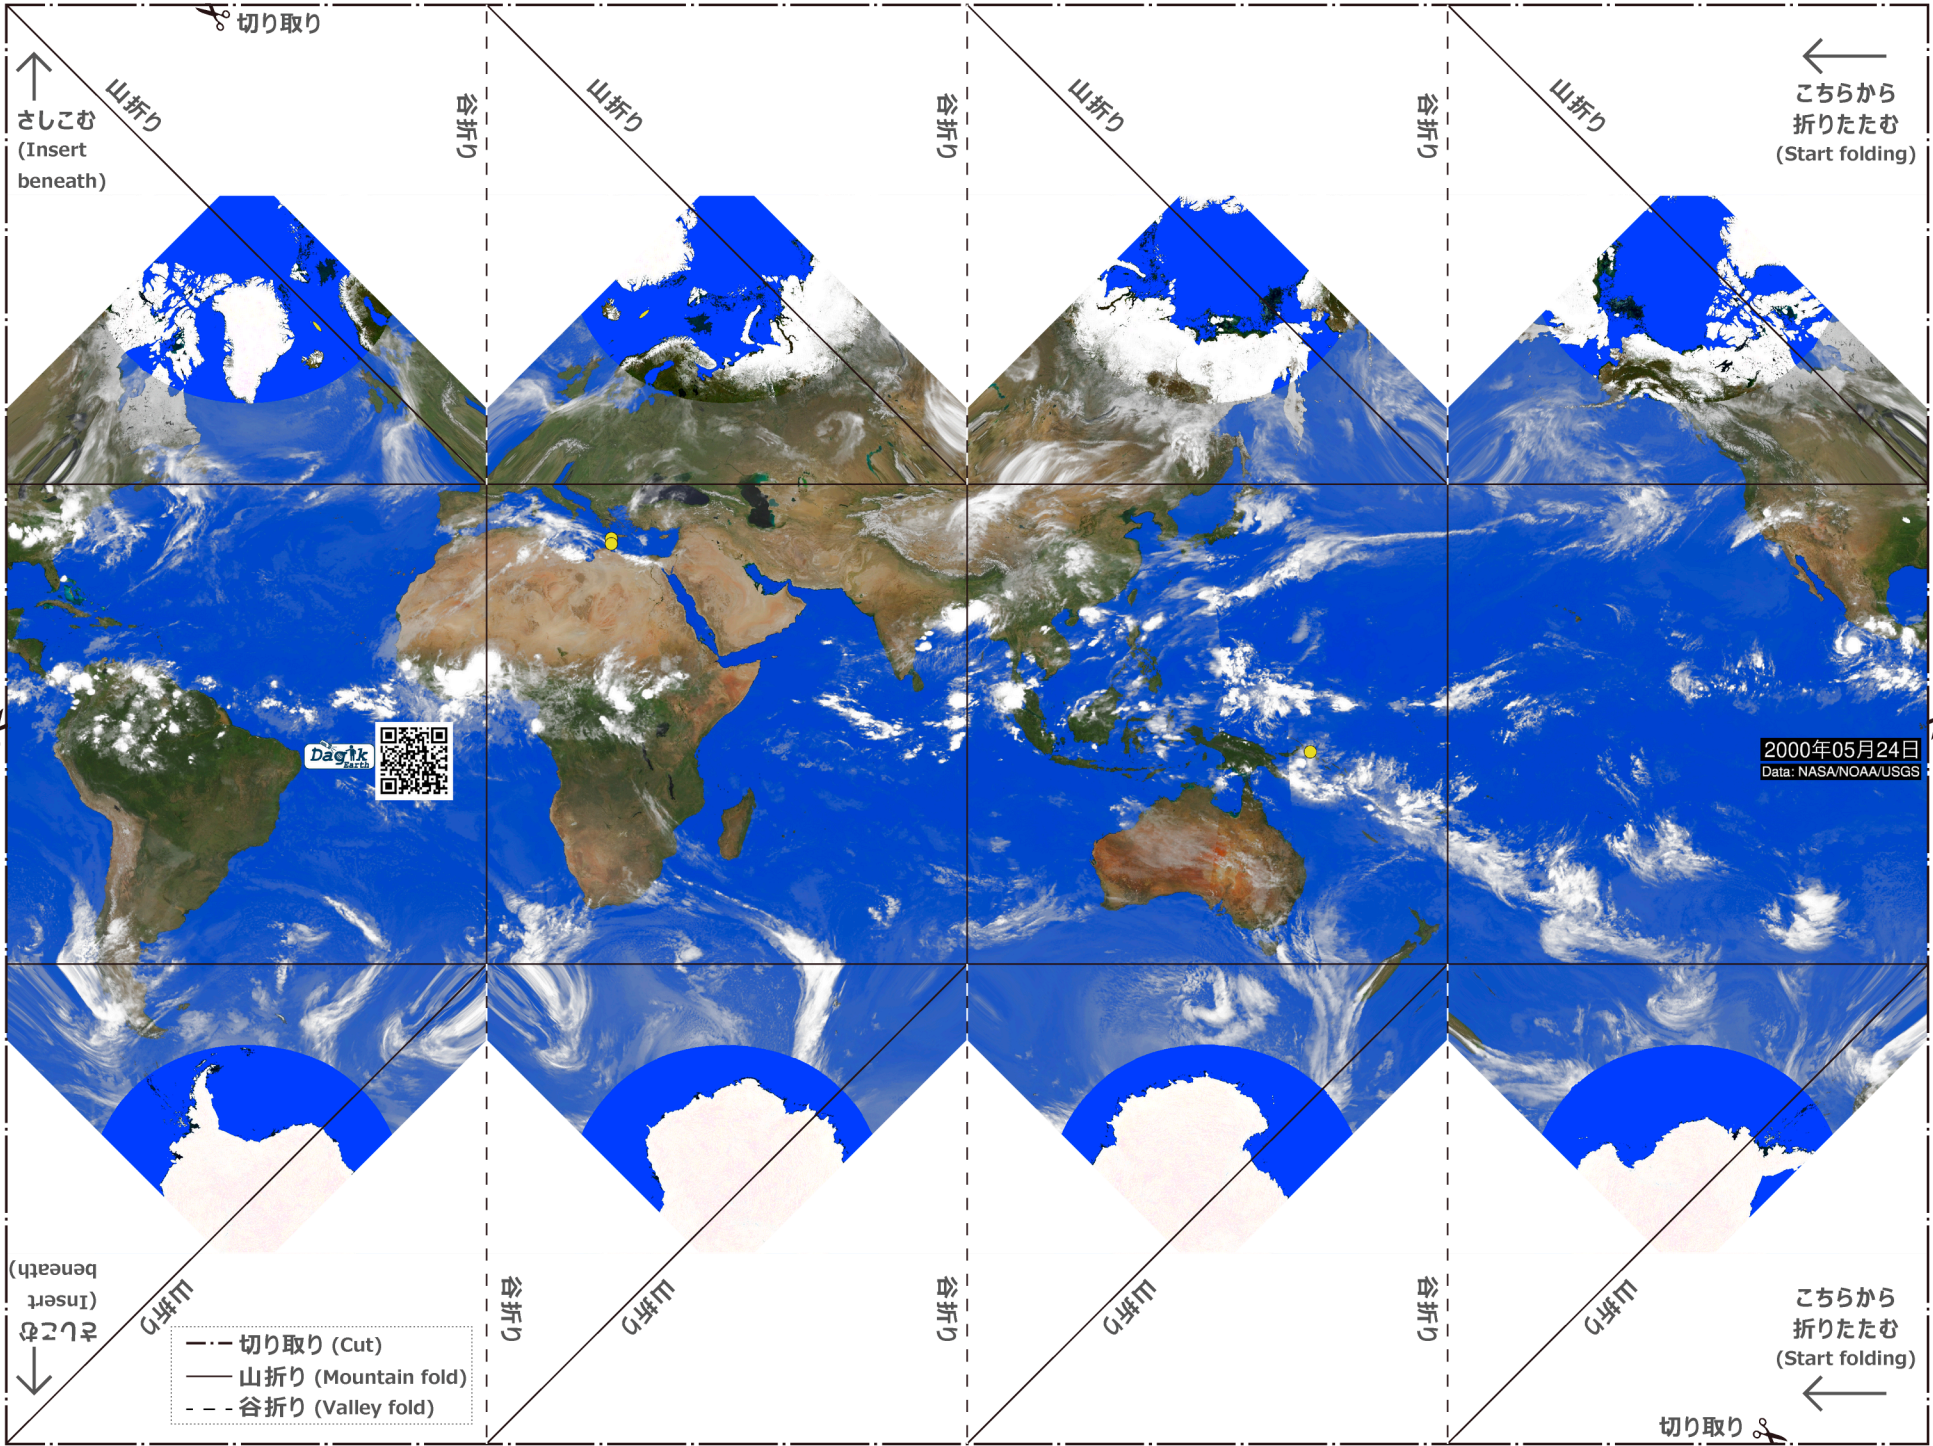 切り取り
山折り
谷折り
山折り
谷折り
山折り
谷折り
山折り
さしこむ
(Insert
beneath)
こちらから
折りたたむ
(Start folding)
Dagik
Earth
2000年05月24日
Data: NASA/NOAA/USGS
さしこむ
(Insert
beneath)
山折り
谷折り
山折り
谷折り
山折り
谷折り
山折り
切り取り (Cut)
山折り (Mountain fold)
谷折り (Valley fold)
こちらから
折りたたむ
(Start folding)
切り取り